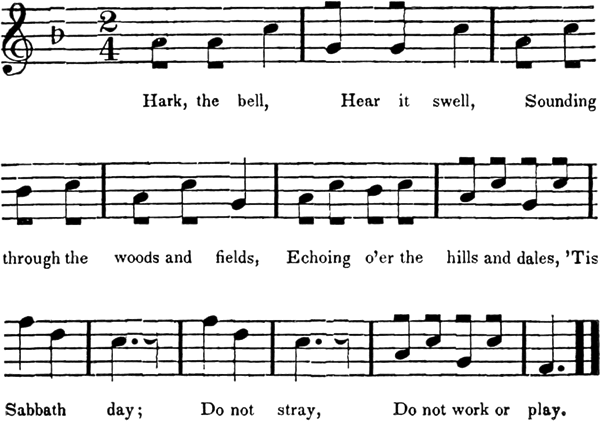 2
4
Hark, the bell, Hear it swell, Sounding
through the woods and fields, Echoing o'er the hills and dales, 'Tis
Sabbath day; Do not stray, Do not work or play.